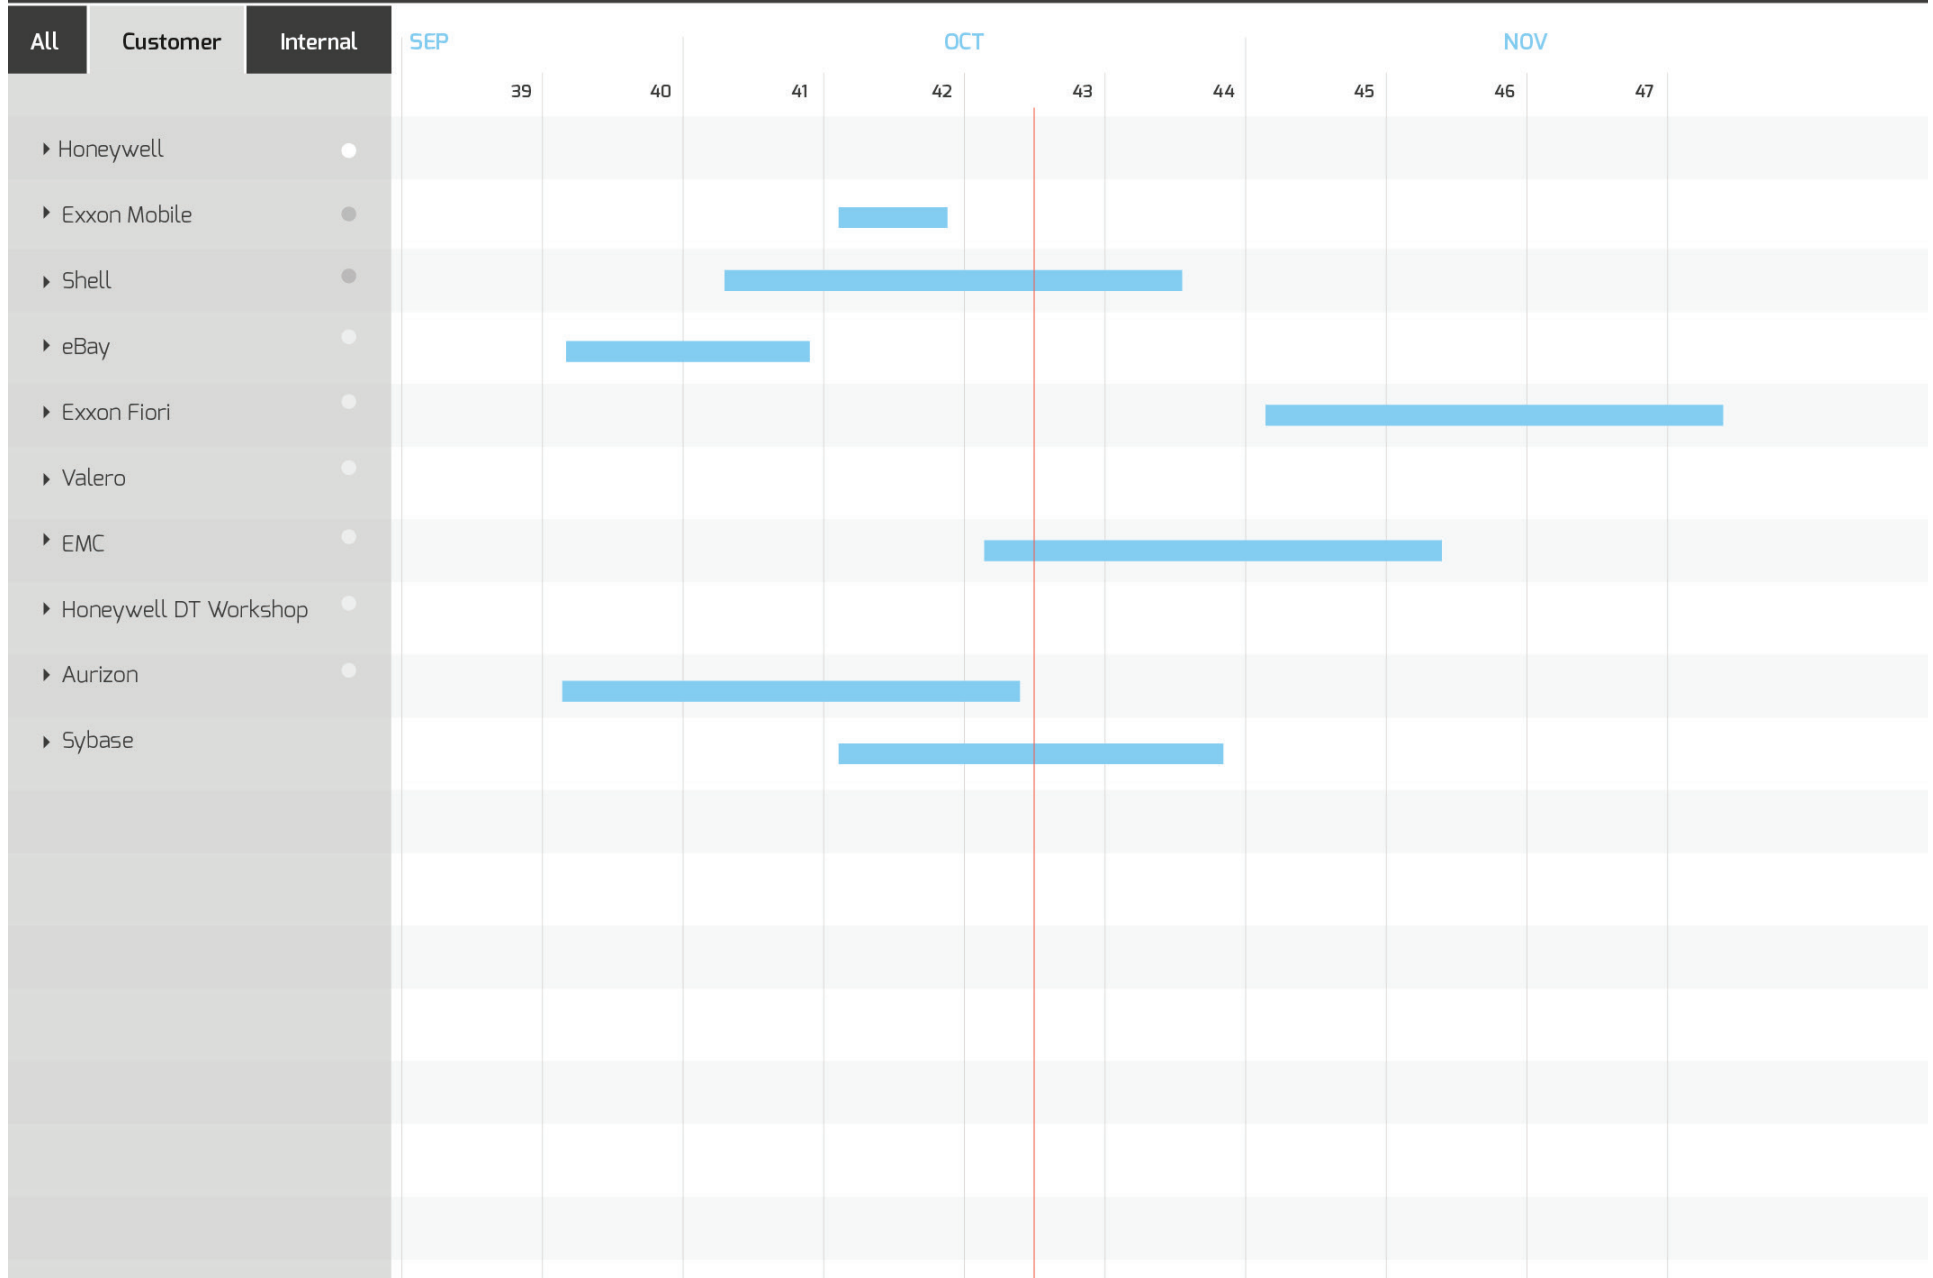 All Customer Internal SEP OCT NOV
39 40 41 42 43 44 45 46 47
Honeywell
Exxon Mobile
Shell
eBay
Exxon Fiori
Valero
EMC
Honeywell DT Workshop
Aurizon
Sybase